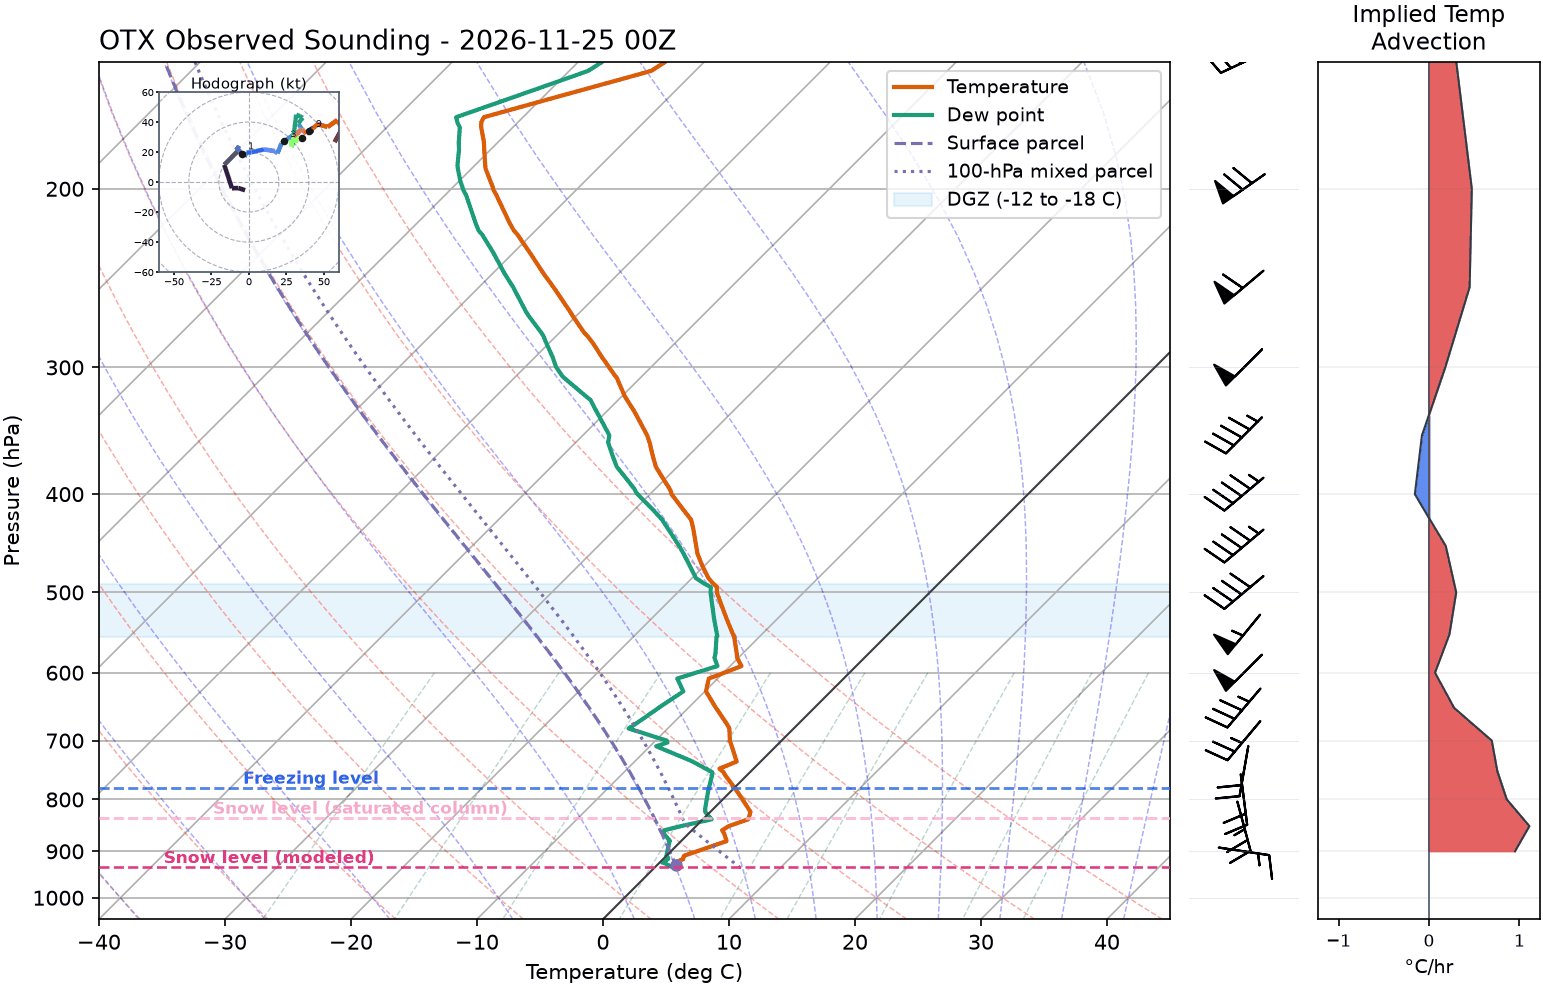 Implied Temp
Advection
OTX Observed Sounding - 2026-11-25 00Z
Hodograph (kt)
60
40
20
0
−20
−40
−60
−50
−25
0
25
50
1
3
9
Temperature
Dew point
Surface parcel
100-hPa mixed parcel
DGZ (-12 to -18 C)
200
300
400
500
600
700
800
900
1000
Pressure (hPa)
Freezing level
Snow level (saturated column)
Snow level (modeled)
−40
−30
−20
−10
0
10
20
30
40
Temperature (deg C)
−1
0
1
°C/hr